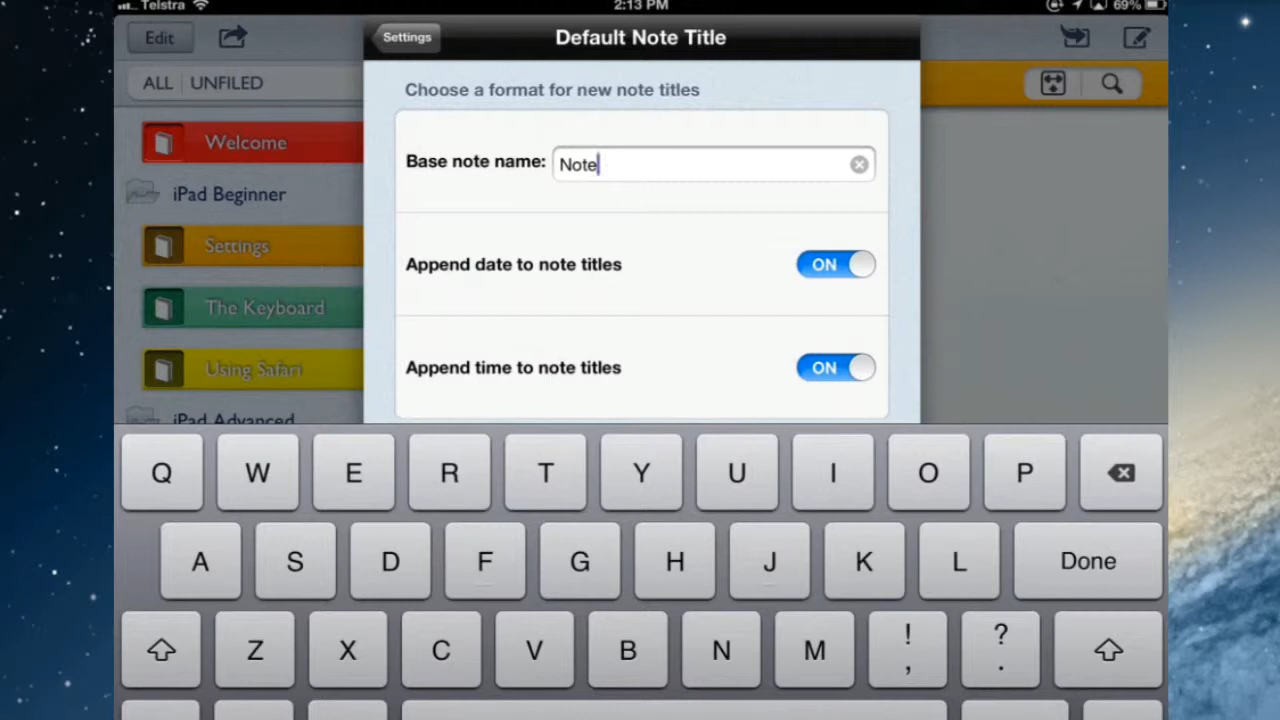 Telstra 2:13 PM 69%
Settings Default Note Title
Edit
Choose a format for new note titles
ALL UNFILED
Welcome
Base note name: Note
iPad Beginner
Settings
Append date to note titles ON
The Keyboard
Using Safari
Append time to note titles ON
iPad Advanced
Q W E R T Y U I O P
A S D F G H J K L Done
Z X C V B N M ! , ? .